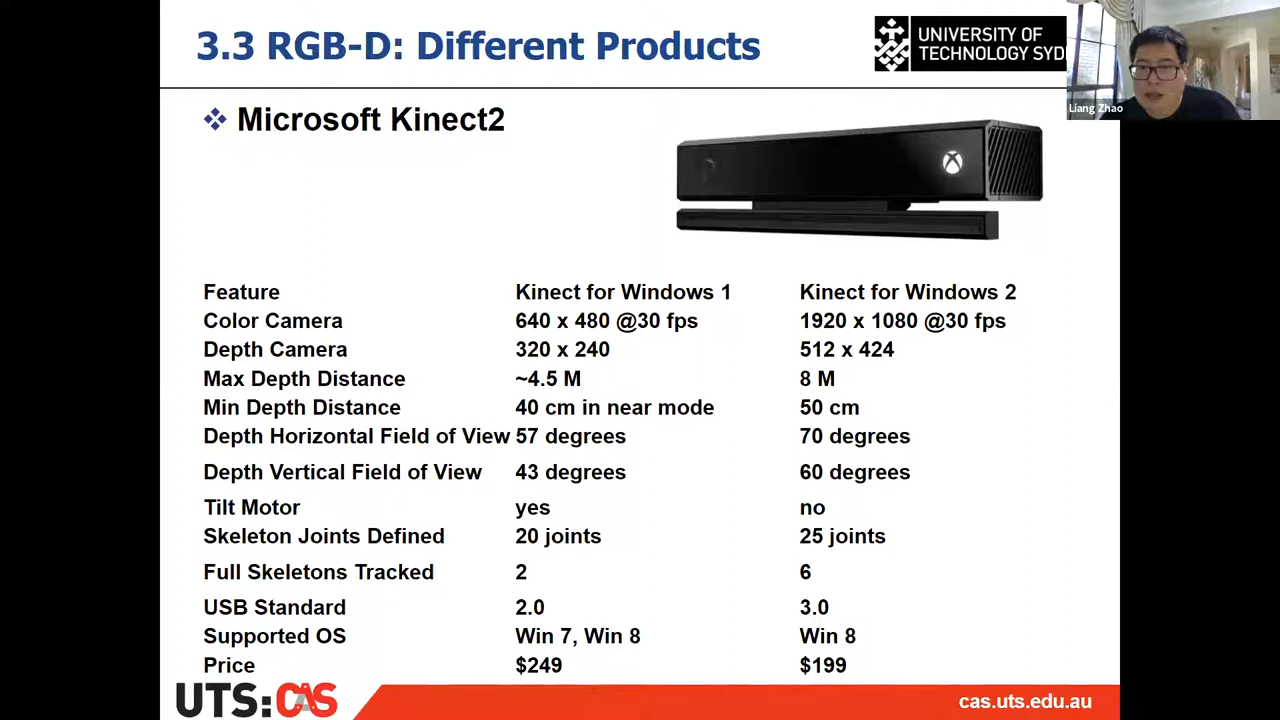 3.3 RGB-D: Different Products
UNIVERSITY OF
TECHNOLOGY SYD
Liang Zhao
Microsoft Kinect2
Feature Kinect for Windows 1 Kinect for Windows 2
Color Camera 640 x 480 @30 fps 1920 x 1080 @30 fps
Depth Camera 320 x 240 512 x 424
Max Depth Distance ~4.5 M 8 M
Min Depth Distance 40 cm in near mode 50 cm
Depth Horizontal Field of View 57 degrees 70 degrees
Depth Vertical Field of View 43 degrees 60 degrees
Tilt Motor yes no
Skeleton Joints Defined 20 joints 25 joints
Full Skeletons Tracked 2 6
USB Standard 2.0 3.0
Supported OS Win 7, Win 8 Win 8
Price $249 $199
UTS:CAS
cas.uts.edu.au